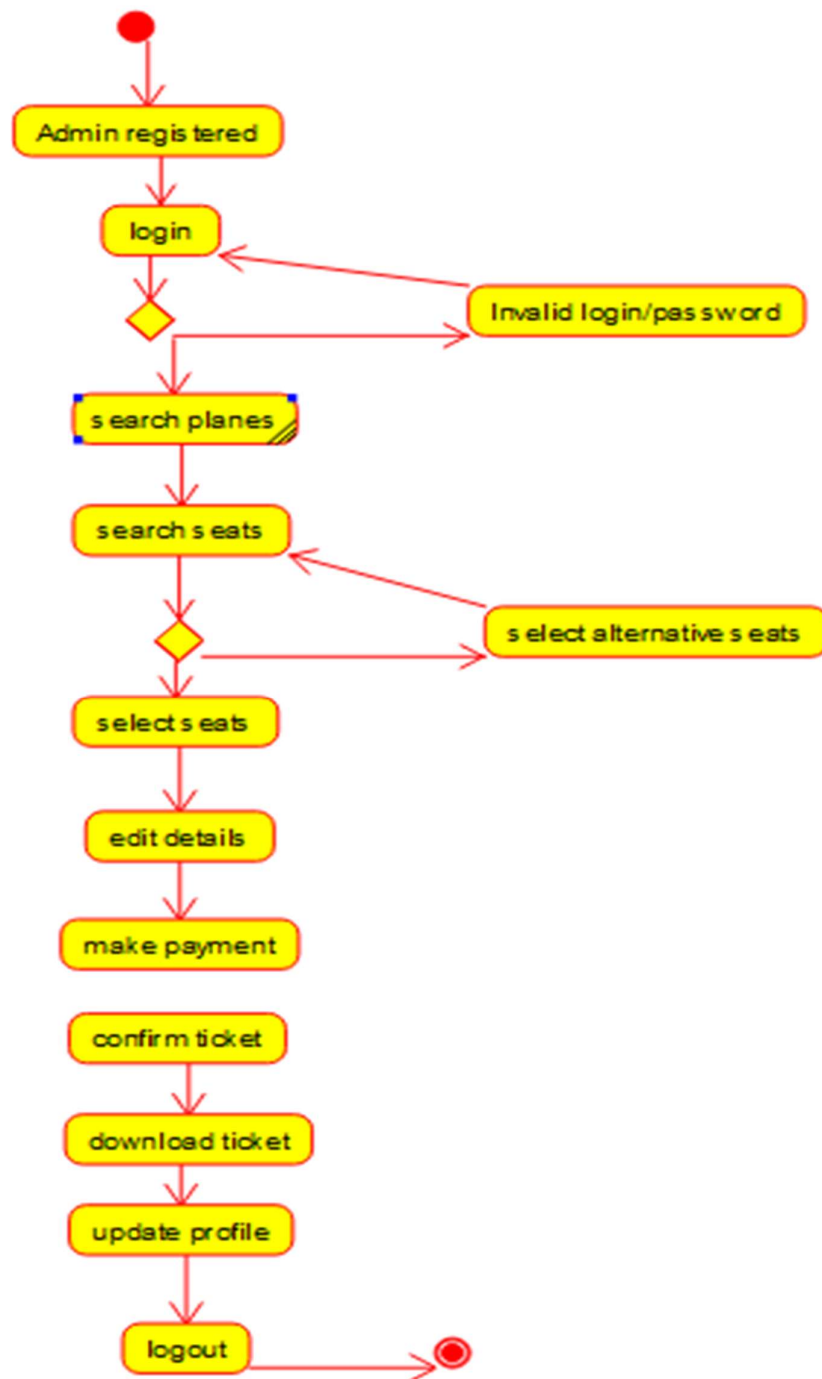 Admin registered
login
Invalid login/password
search planes
search seats
select alternative seats
select seats
edit details
make payment
confirm ticket
download ticket
update profile
logout